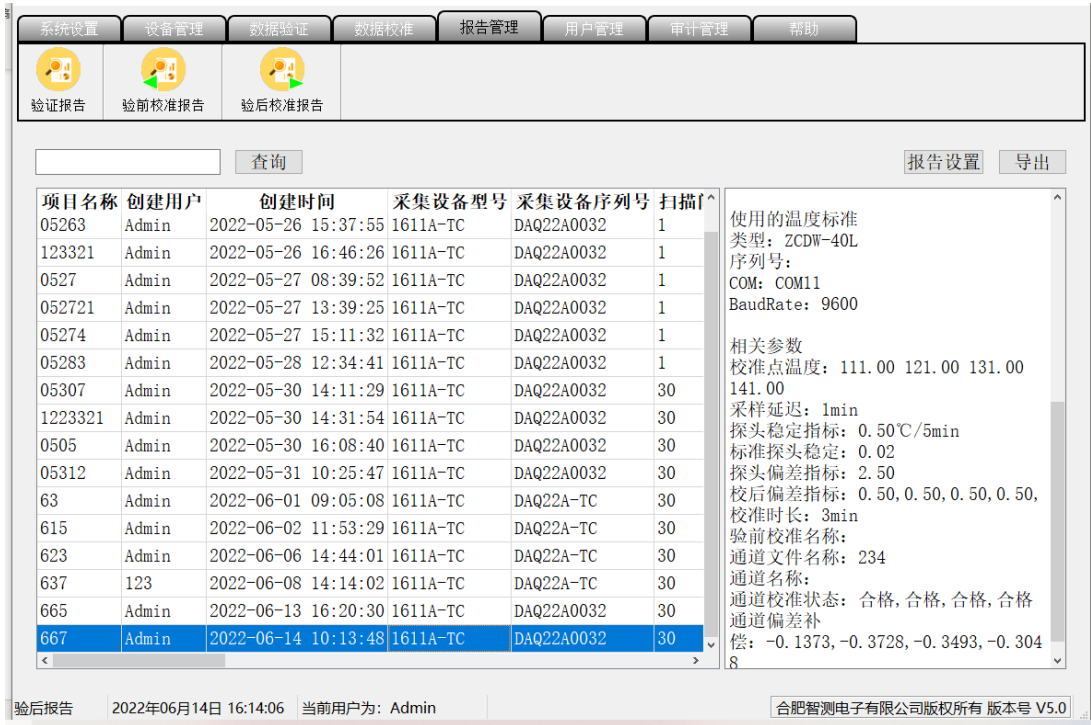 系统设置 设备管理 数据验证 数据校准 报告管理 用户管理 审计管理 帮助
验证报告 验前校准报告 验后校准报告
查询 报告设置 导出
项目名称 创建用户 创建时间 采集设备型号 采集设备序列号 扫描
05263 Admin 2022-05-26 15:37:55 1611A-TC DAQ22A0032 1
123321 Admin 2022-05-26 16:46:26 1611A-TC DAQ22A0032 1
0527 Admin 2022-05-27 08:39:52 1611A-TC DAQ22A0032 1
052721 Admin 2022-05-27 13:39:25 1611A-TC DAQ22A0032 1
05274 Admin 2022-05-27 15:11:32 1611A-TC DAQ22A0032 1
05283 Admin 2022-05-28 12:34:41 1611A-TC DAQ22A0032 1
05307 Admin 2022-05-30 14:11:29 1611A-TC DAQ22A0032 30
1223321 Admin 2022-05-30 14:31:54 1611A-TC DAQ22A0032 30
0505 Admin 2022-05-30 16:08:40 1611A-TC DAQ22A0032 30
05312 Admin 2022-05-31 10:25:47 1611A-TC DAQ22A0032 30
63 Admin 2022-06-01 09:05:08 1611A-TC DAQ22A-TC 30
615 Admin 2022-06-02 11:53:29 1611A-TC DAQ22A-TC 30
623 Admin 2022-06-06 14:44:01 1611A-TC DAQ22A-TC 30
637 123 2022-06-08 14:14:02 1611A-TC DAQ22A-TC 30
665 Admin 2022-06-13 16:20:30 1611A-TC DAQ22A0032 30
667 Admin 2022-06-14 10:13:48 1611A-TC DAQ22A0032 30
使用的温度标准
类型：ZCDW-40L
序列号：
COM：COM11
BaudRate：9600
相关参数
校准点温度：111.00 121.00 131.00
141.00
采样延迟：1min
探头稳定指标：0.50℃/5min
标准探头稳定：0.02
探头偏差指标：2.50
校后偏差指标：0.50,0.50,0.50,0.50,
校准时长：3min
验前校准名称：
通道文件名称：234
通道名称：
通道校准状态：合格,合格,合格,合格
通道偏差补
偿：-0.1373,-0.3728,-0.3493,-0.304
8
验后报告 2022年06月14日 16:14:06 当前用户为：Admin 合肥智测电子有限公司版权所有 版本号 V5.0